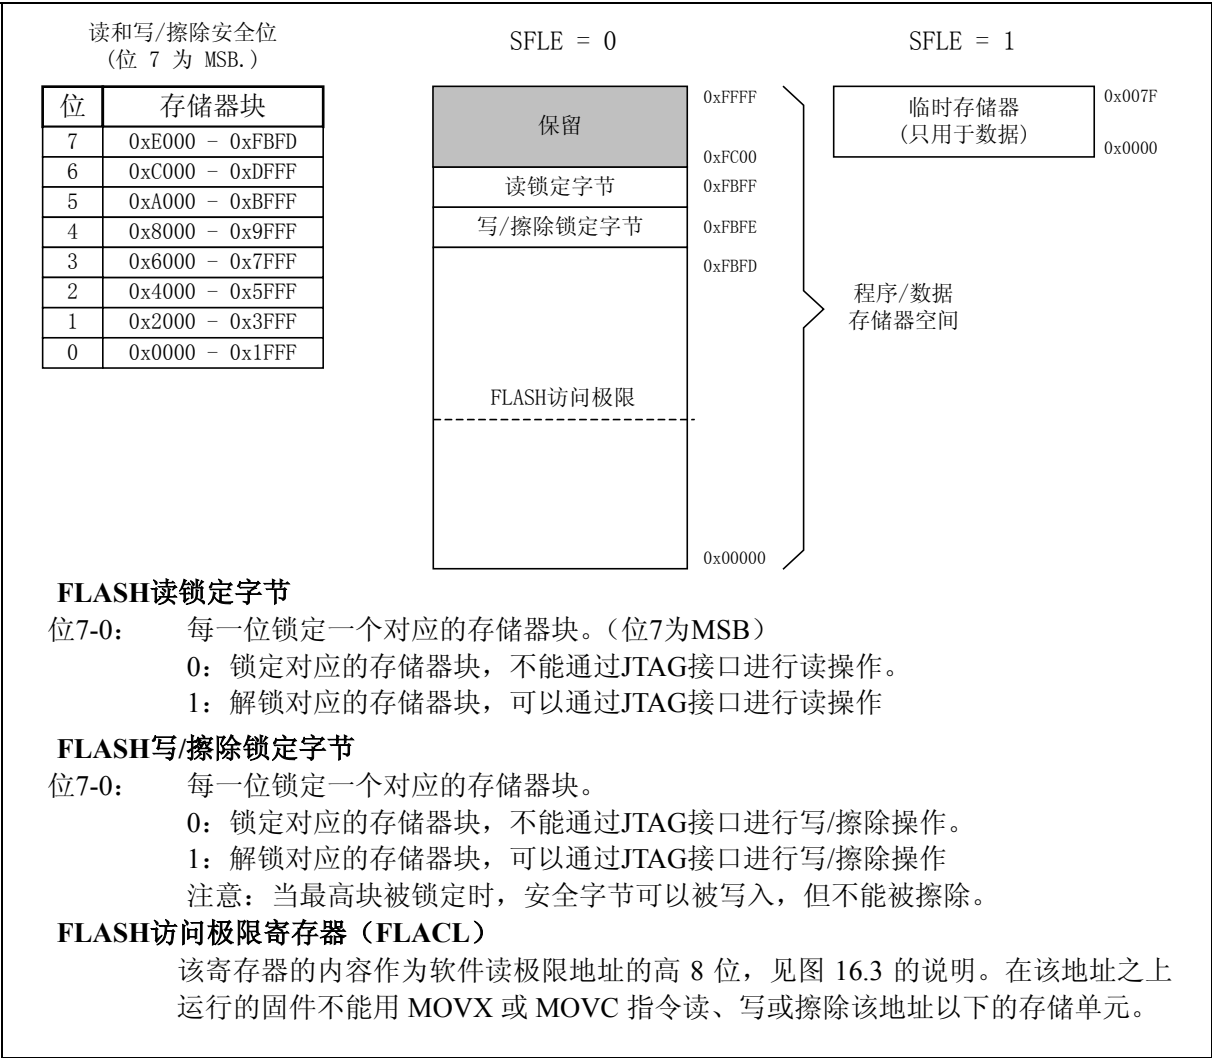 读和写/擦除安全位
(位 7 为 MSB.)
位 存储器块
7 0xE000 - 0xFBFD
6 0xC000 - 0xDFFF
5 0xA000 - 0xBFFF
4 0x8000 - 0x9FFF
3 0x6000 - 0x7FFF
2 0x4000 - 0x5FFF
1 0x2000 - 0x3FFF
0 0x0000 - 0x1FFF
SFLE = 0
保留
读锁定字节
写/擦除锁定字节
FLASH访问极限
0xFFFF
0xFC00
0xFBFF
0xFBFE
0xFBFD
0x00000
程序/数据
存储器空间
SFLE = 1
临时存储器
(只用于数据)
0x007F
0x0000
FLASH读锁定字节
位7-0： 每一位锁定一个对应的存储器块。（位7为MSB）
0：锁定对应的存储器块，不能通过JTAG接口进行读操作。
1：解锁对应的存储器块，可以通过JTAG接口进行读操作
FLASH写/擦除锁定字节
位7-0： 每一位锁定一个对应的存储器块。
0：锁定对应的存储器块，不能通过JTAG接口进行写/擦除操作。
1：解锁对应的存储器块，可以通过JTAG接口进行写/擦除操作
注意：当最高块被锁定时，安全字节可以被写入，但不能被擦除。
FLASH访问极限寄存器（FLACL）
该寄存器的内容作为软件读极限地址的高 8 位，见图 16.3 的说明。在该地址之上
运行的固件不能用 MOVX 或 MOVC 指令读、写或擦除该地址以下的存储单元。